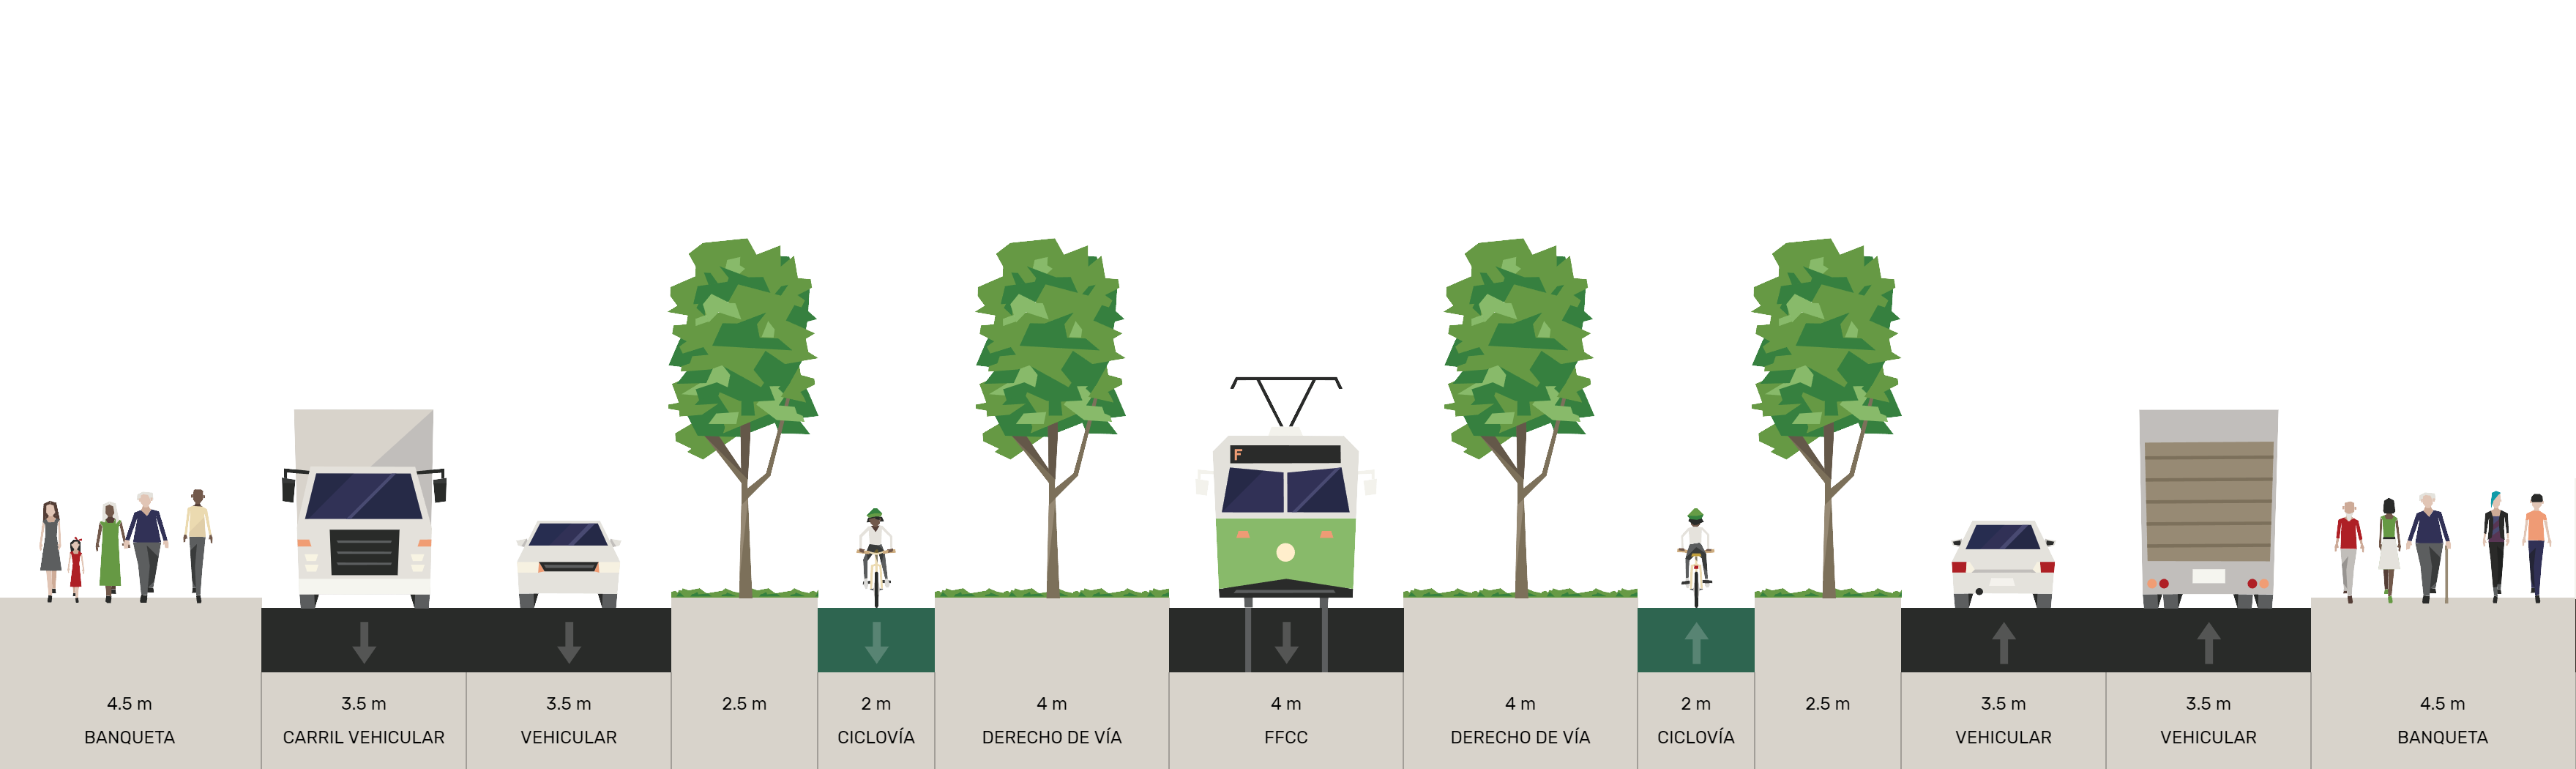 F
4.5 m
BANQUETA
3.5 m
CARRIL VEHICULAR
3.5 m
VEHICULAR
2.5 m
2 m
CICLOVÍA
4 m
DERECHO DE VÍA
4 m
FFCC
4 m
DERECHO DE VÍA
2 m
CICLOVÍA
2.5 m
3.5 m
VEHICULAR
3.5 m
VEHICULAR
4.5 m
BANQUETA